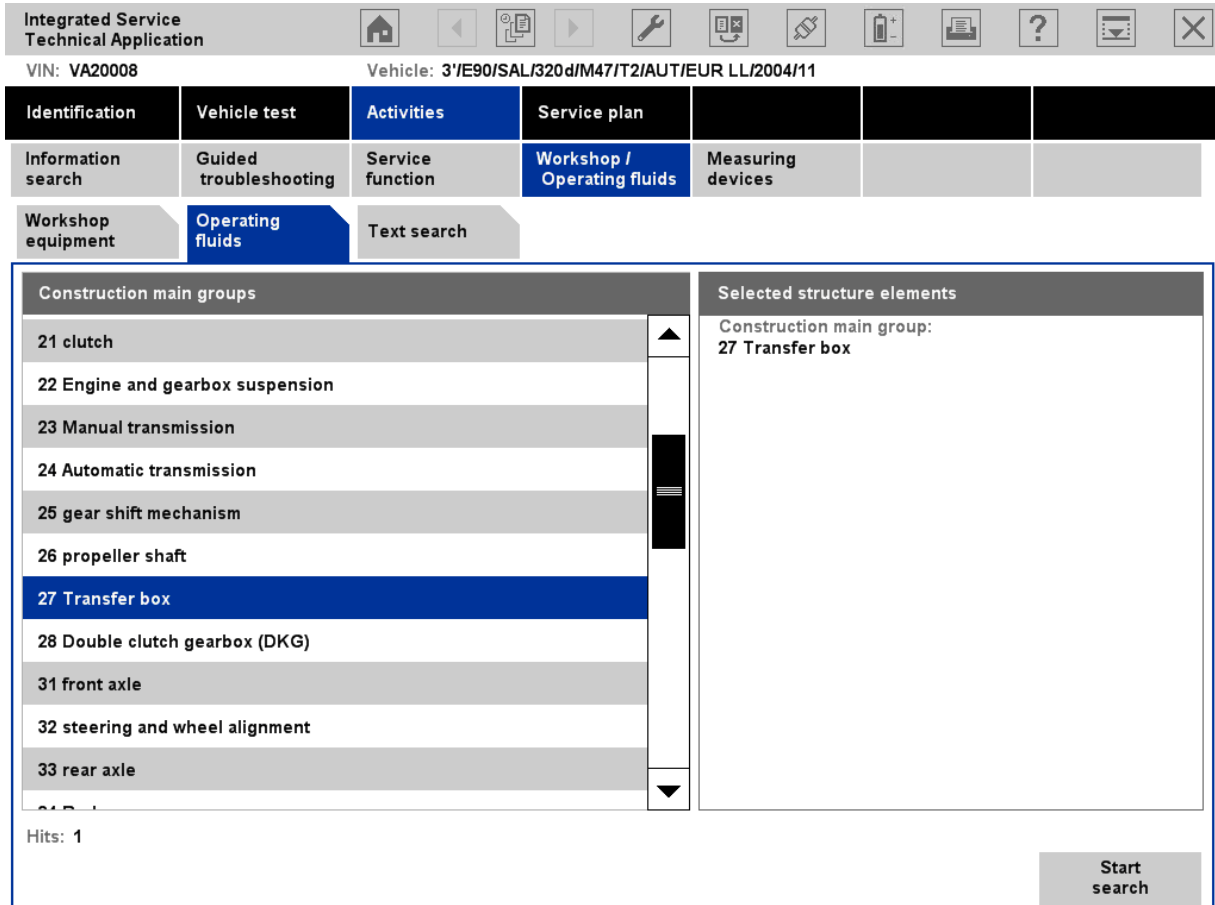 Integrated Service
Technical Application
VIN: VA20008
Vehicle: 3'/E90/SAL/320d/M47/T2/AUT/EUR LL/2004/11
Identification
Vehicle test
Activities
Service plan
Information
search
Guided
troubleshooting
Service
function
Workshop /
Operating fluids
Measuring
devices
Workshop
equipment
Operating
fluids
Text search
Construction main groups
21 clutch
22 Engine and gearbox suspension
23 Manual transmission
24 Automatic transmission
25 gear shift mechanism
26 propeller shaft
27 Transfer box
28 Double clutch gearbox (DKG)
31 front axle
32 steering and wheel alignment
33 rear axle
Selected structure elements
Construction main group:
27 Transfer box
Hits: 1
Start
search